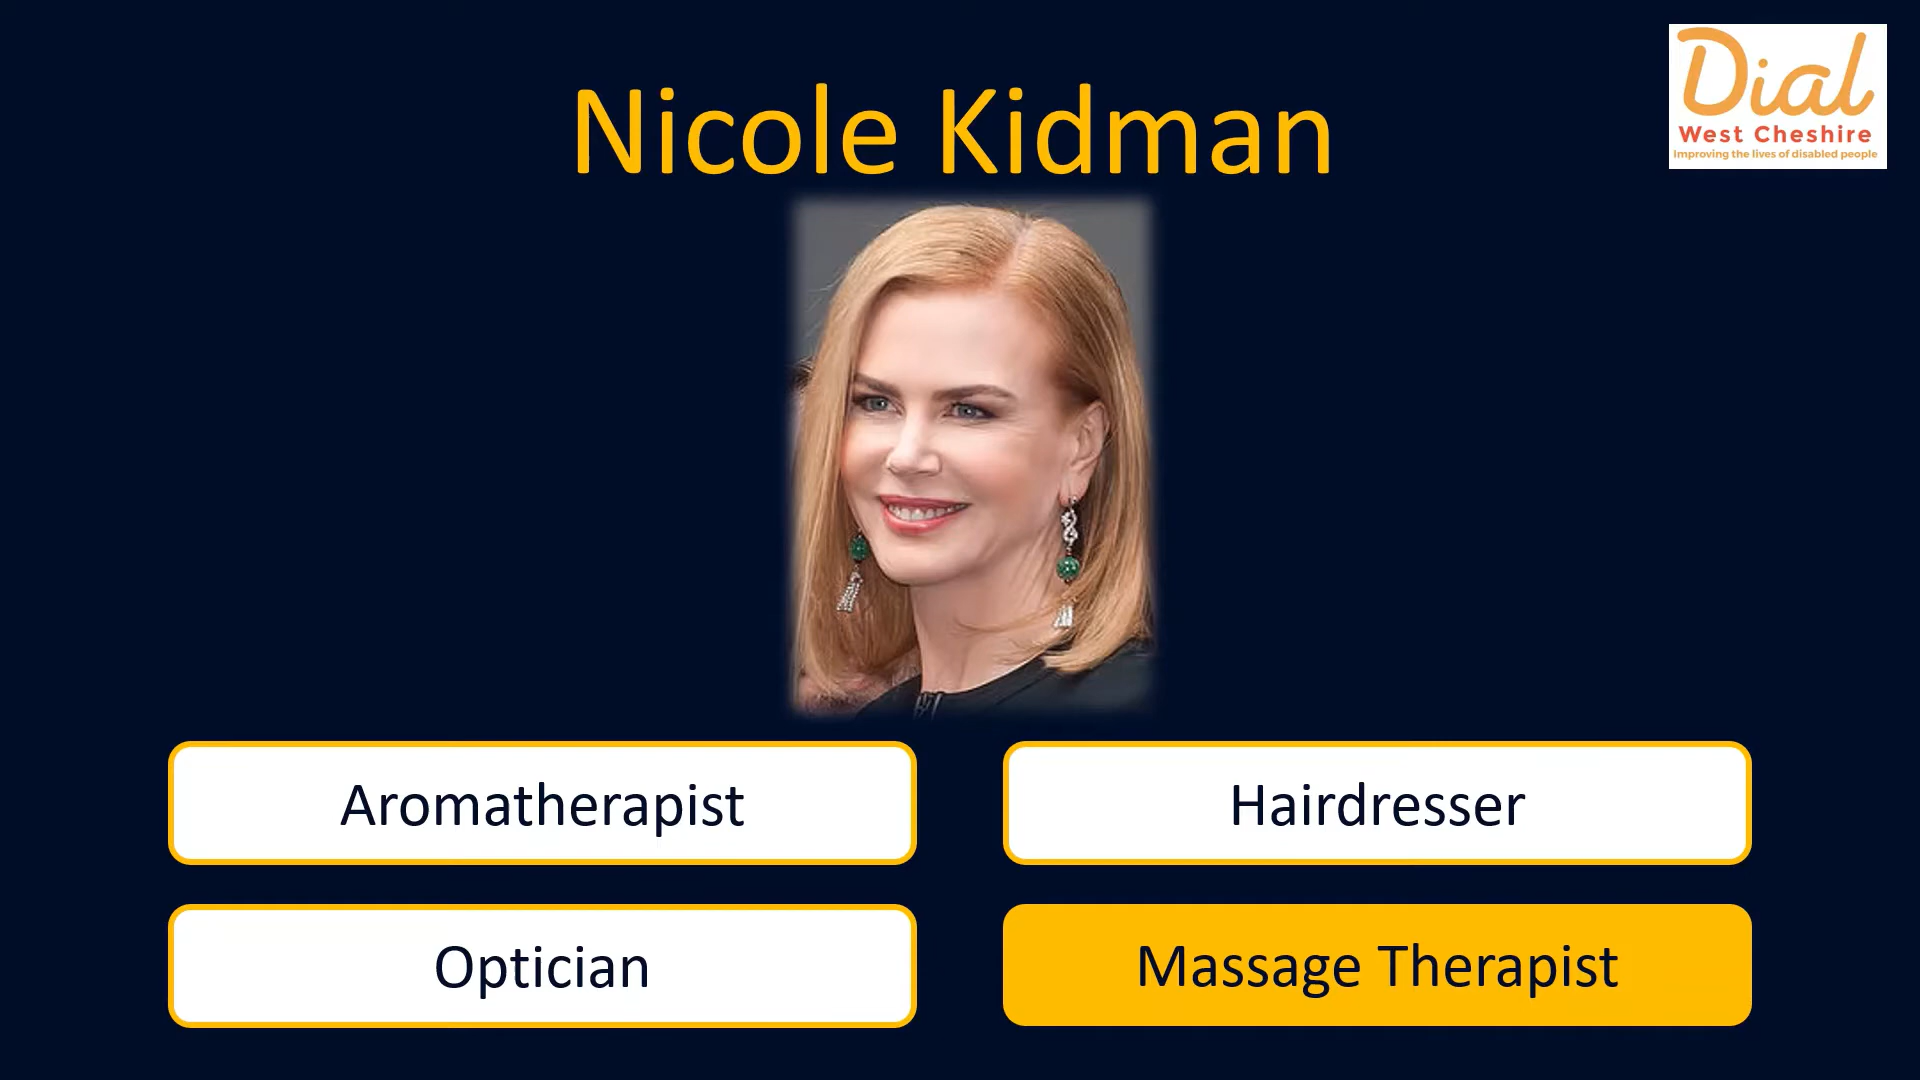 Nicole Kidman
Dial
West Cheshire
Improving the lives of disabled people
Aromatherapist
Hairdresser
Optician
Massage Therapist